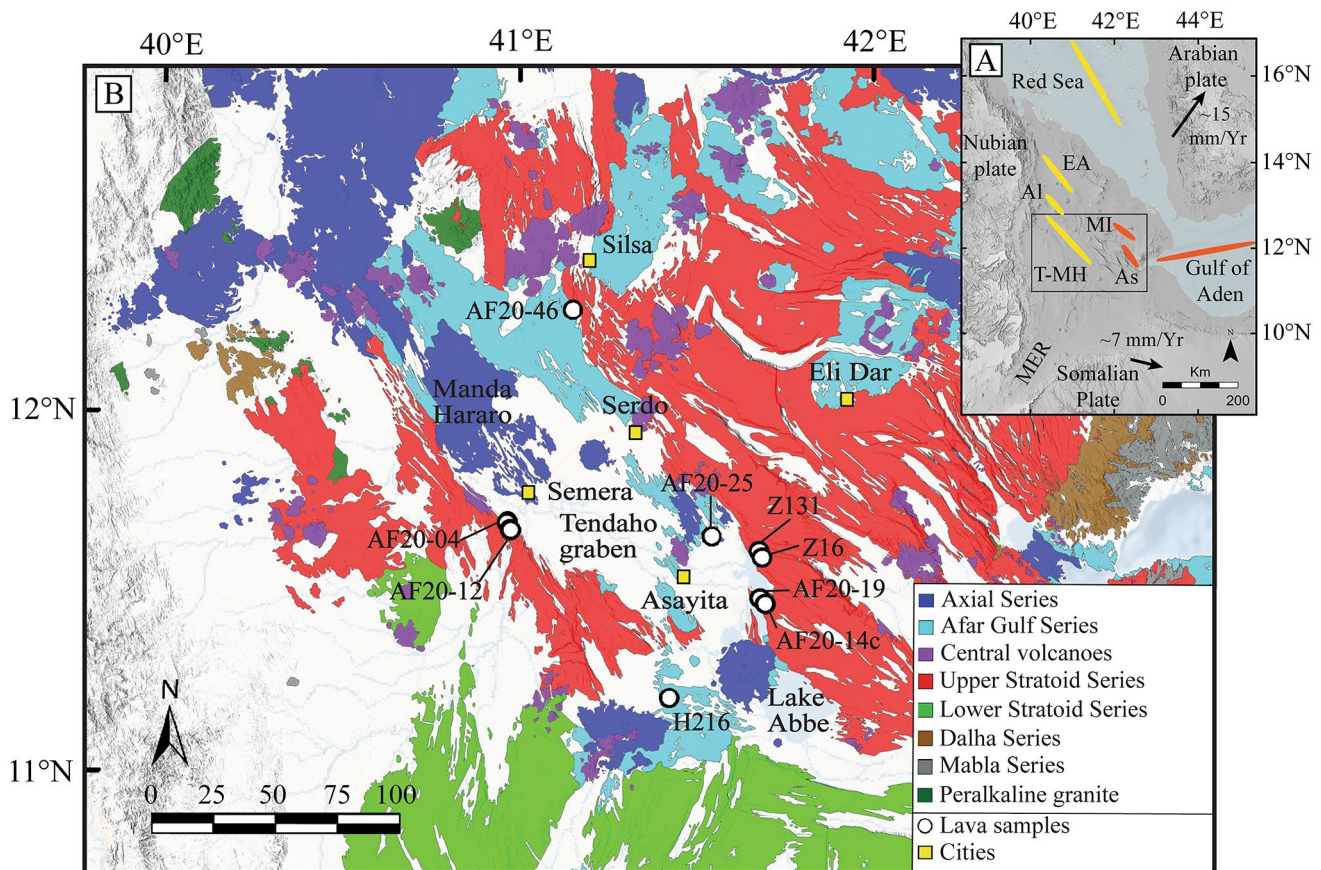 40°E
41°E
42°E
B
12°N
11°N
Silsa
AF20-46
Eli Dar
Manda
Hararo
Serdo
Semera
AF20-25
Tendaho
graben
Z131
Z16
AF20-04
AF20-12
Asayita
AF20-19
AF20-14c
Lake
Abbe
H216
N
0 25 50 75 100
40°E 42°E 44°E
A
Red Sea
Arabian
plate
~15
mm/Yr
16°N
Nubian
plate
EA
14°N
Al
MI
12°N
T-MH
As
Gulf of
Aden
10°N
MER
~7 mm/Yr
Somalian
Plate
N
Km
0 200
Axial Series
Afar Gulf Series
Central volcanoes
Upper Stratoid Series
Lower Stratoid Series
Dalha Series
Mabla Series
Peralkaline granite
Lava samples
Cities